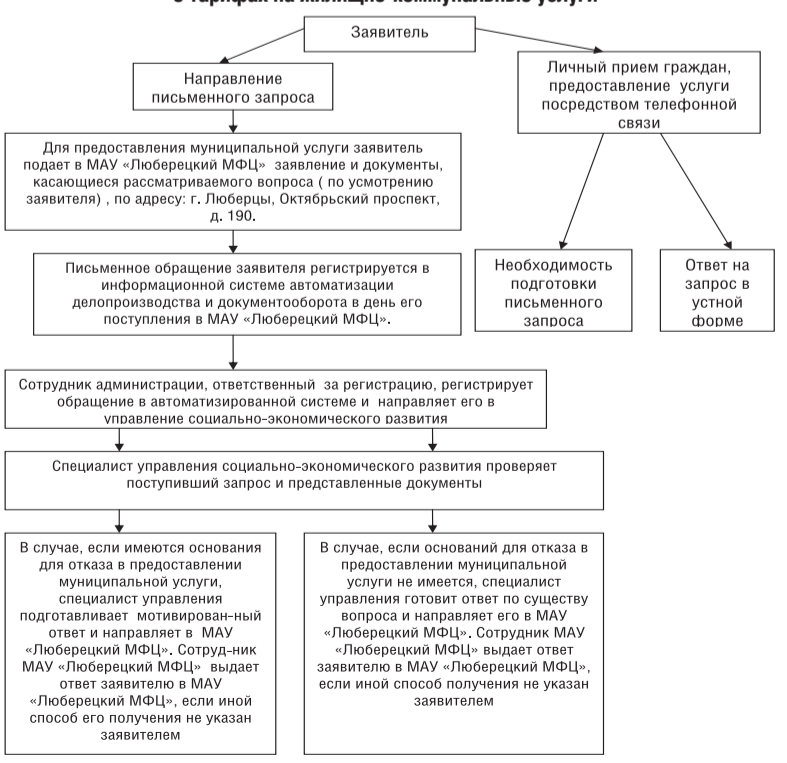 о тарифах на жилищно-коммунальные услуги
Заявитель
Направление
письменного запроса
Личный прием граждан,
предоставление услуги
посредством телефонной
связи
Для предоставления муниципальной услуги заявитель
подает в МАУ «Люберецкий МФЦ» заявление и документы,
касающиеся рассматриваемого вопроса ( по усмотрению
заявителя) , по адресу: г. Люберцы, Октябрьский проспект,
д. 190.
Письменное обращение заявителя регистрируется в
информационной системе автоматизации
делопроизводства и документооборота в день его
поступления в МАУ «Люберецкий МФЦ».
Необходимость
подготовки
письменного
запроса
Ответ на
запрос в
устной
форме
Сотрудник администрации, ответственный за регистрацию, регистрирует
обращение в автоматизированной системе и направляет его в
управление социально-экономического развития
Специалист управления социально-экономического развития проверяет
поступивший запрос и представленные документы
В случае, если имеются основания
для отказа в предоставлении
муниципальной услуги,
специалист управления
подготавливает мотивирован-ный
ответ и направляет в МАУ
«Люберецкий МФЦ». Сотруд-ник
МАУ «Люберецкий МФЦ» выдает
ответ заявителю в МАУ
«Люберецкий МФЦ», если иной
способ его получения не указан
заявителем
В случае, если оснований для отказа в
предоставлении муниципальной
услуги не имеется, специалист
управления готовит ответ по существу
вопроса и направляет его в МАУ
«Люберецкий МФЦ». Сотрудник МАУ
«Люберецкий МФЦ» выдает ответ
заявителю в МАУ «Люберецкий МФЦ»,
если иной способ получения не указан
заявителем